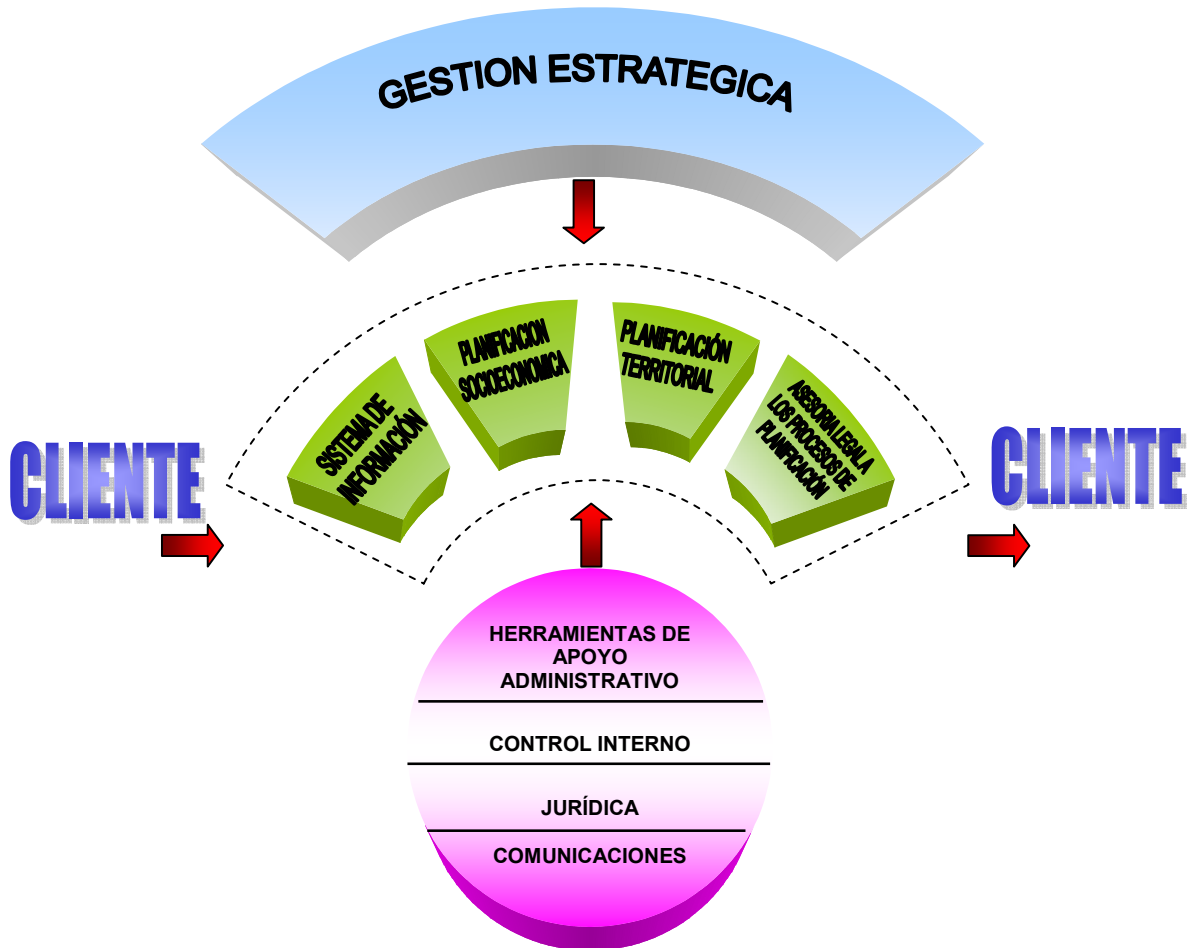 GESTION ESTRATEGICA
PLANIFICACION
SOCIOECONOMICA
PLANIFICACIÓN
TERRITORIAL
SISTEMA DE
INFORMACIÓN
ASESORIA LEGAL A
LOS PROCESOS DE
PLANIFICACIÓN
CLIENTE
CLIENTE
HERRAMIENTAS DE
APOYO
ADMINISTRATIVO
CONTROL INTERNO
JURÍDICA
COMUNICACIONES